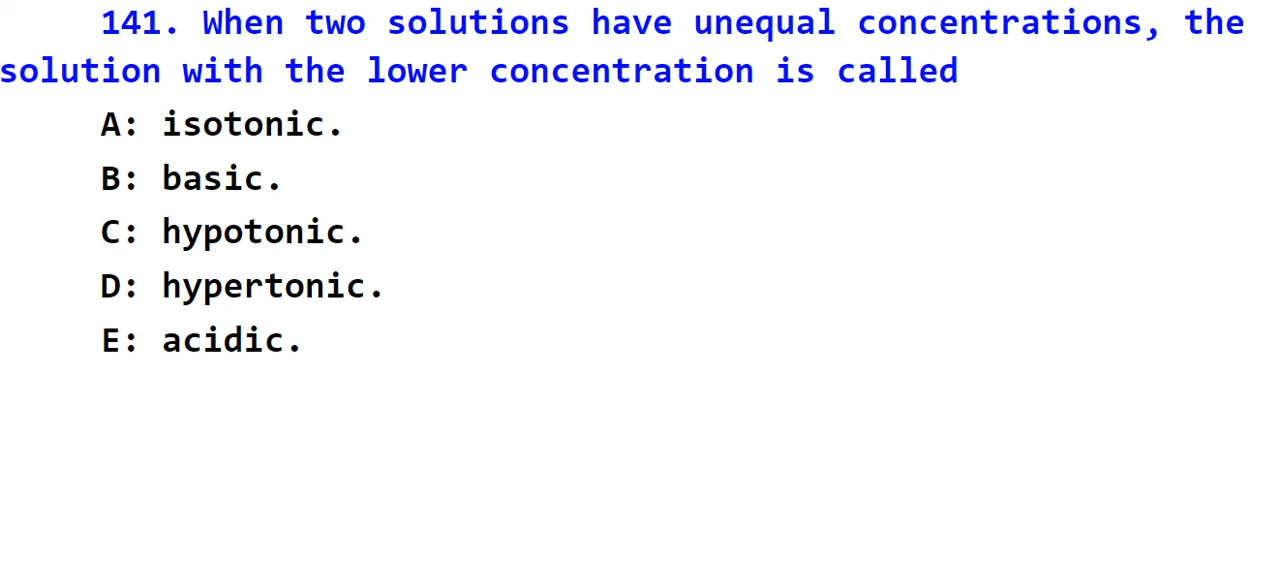 141. When two solutions have unequal concentrations, the
solution with the lower concentration is called
A: isotonic.
B: basic.
C: hypotonic.
D: hypertonic.
E: acidic.